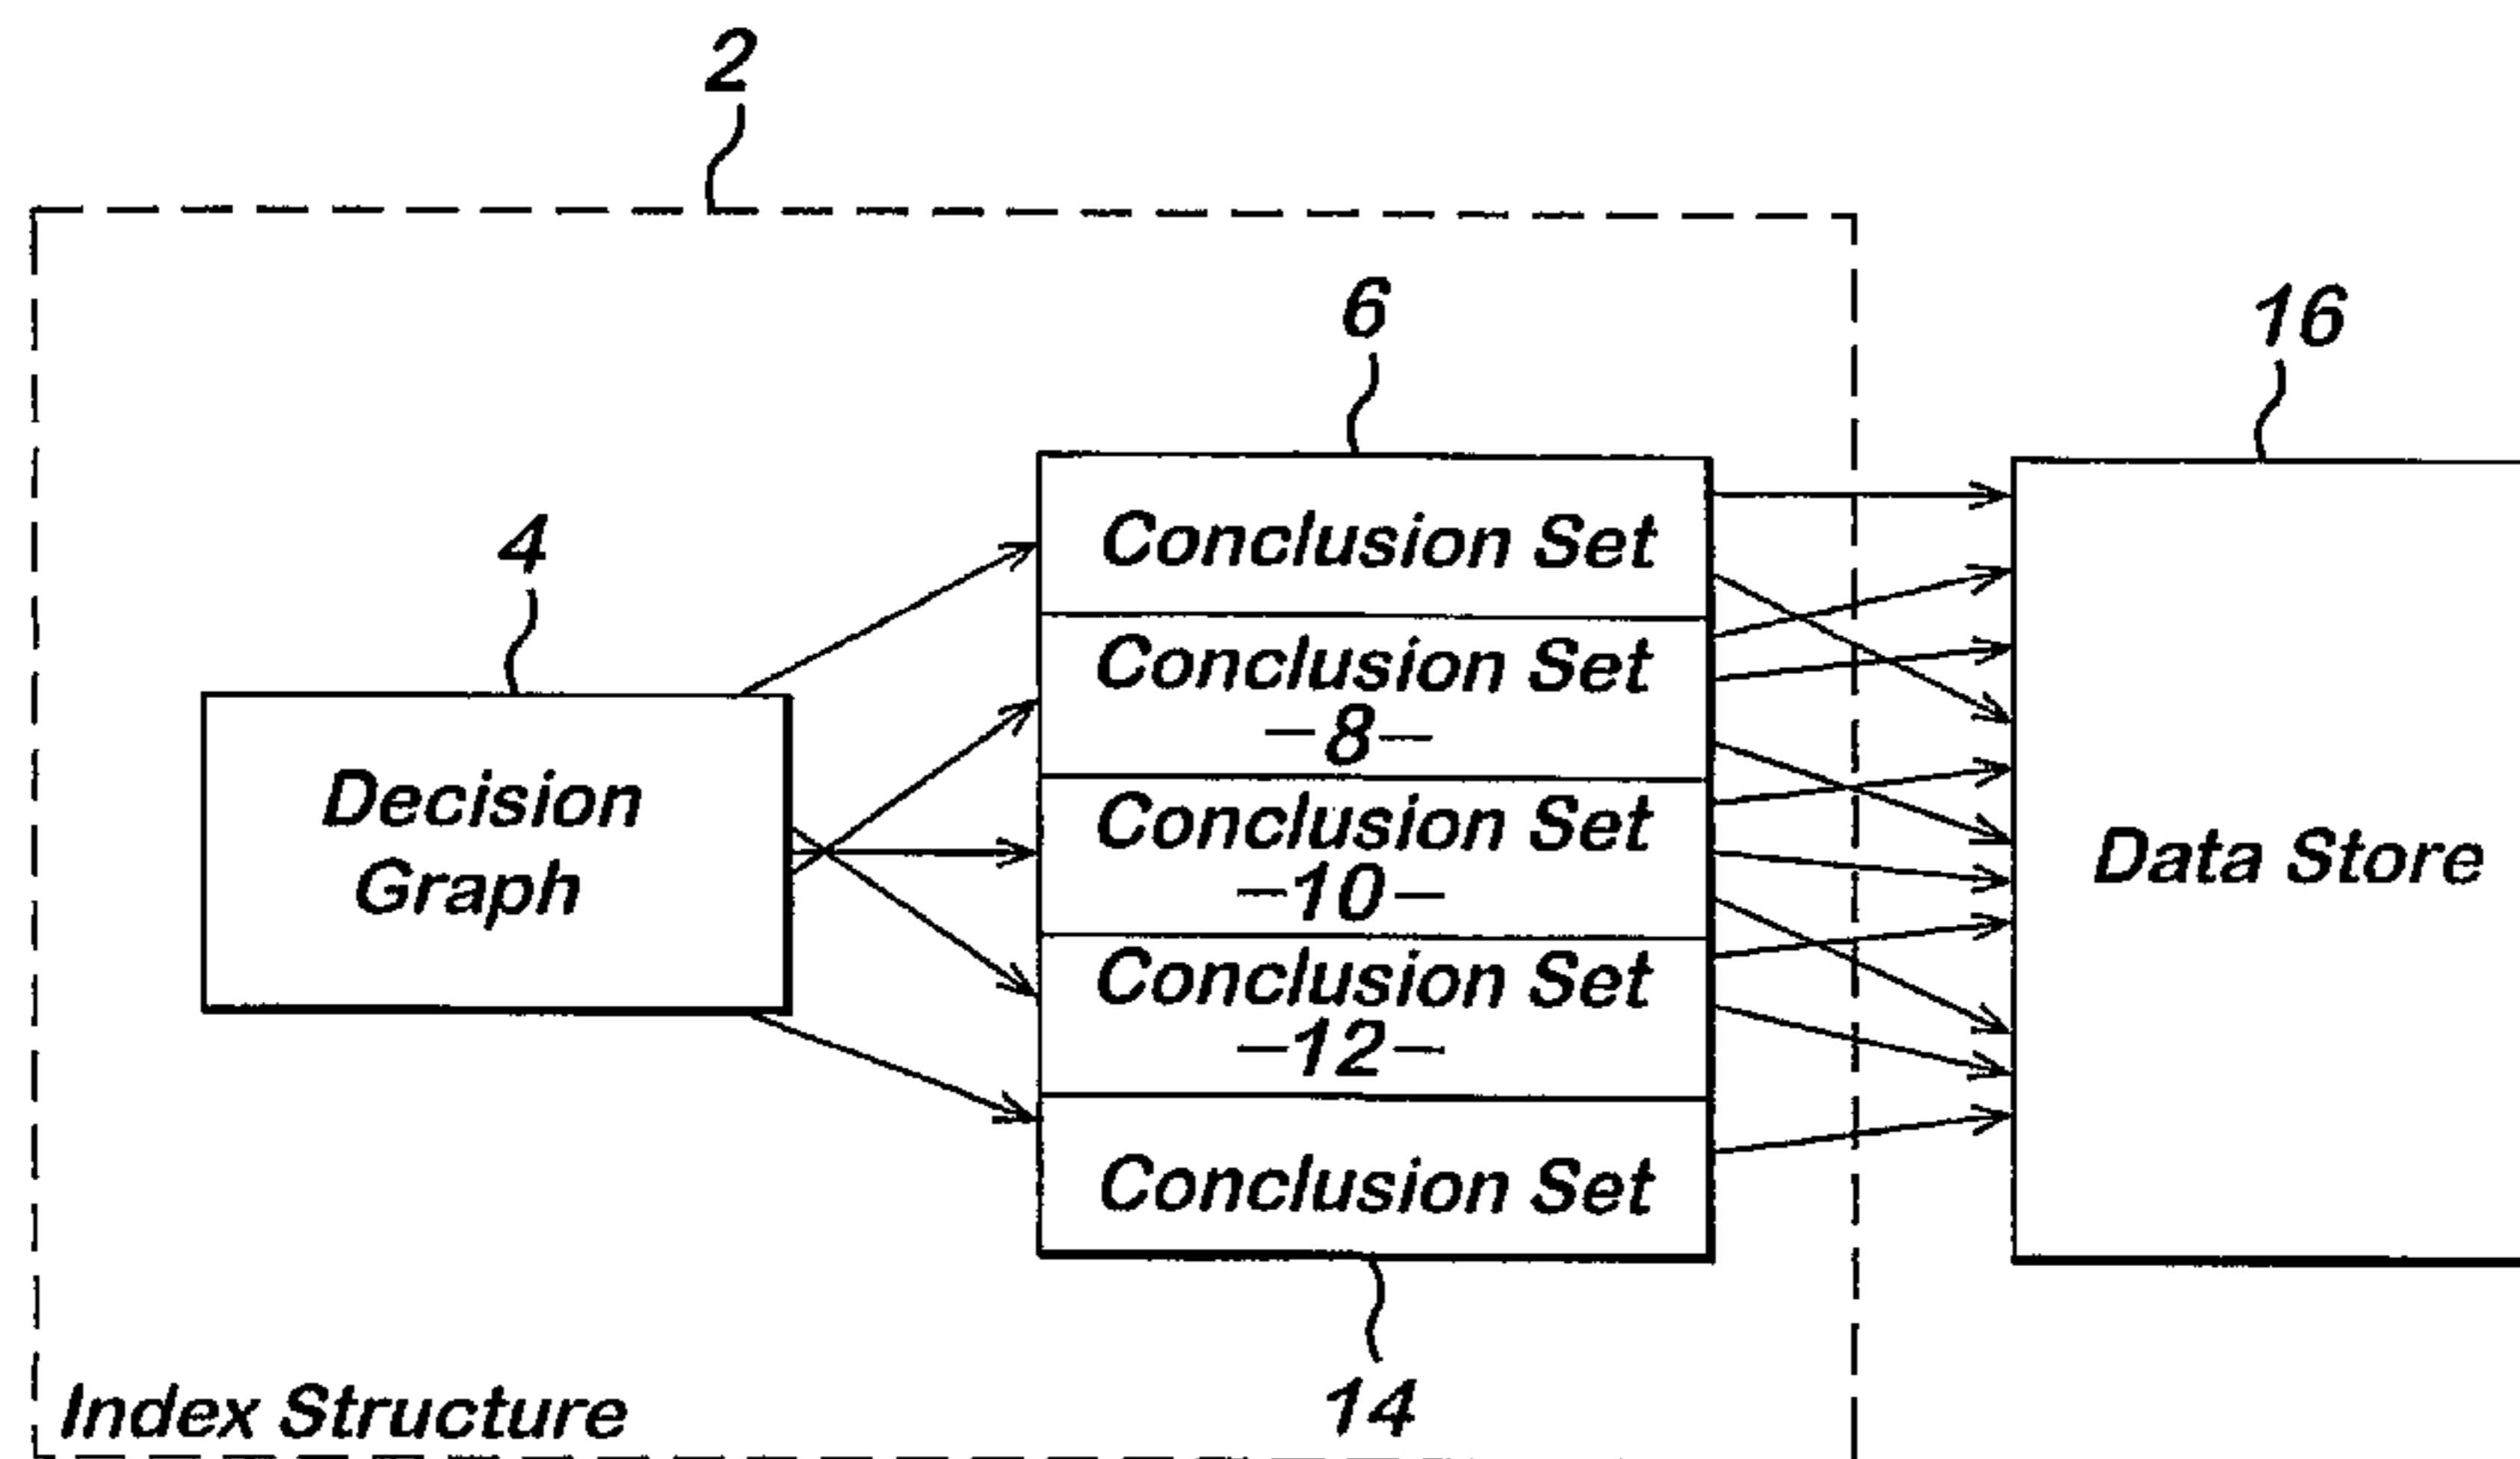 2
6
16
4
Conclusion Set
Conclusion Set
-8-
Decision
Graph
Conclusion Set
-10-
Data Store
Conclusion Set
-12-
Conclusion Set
14
Index Structure